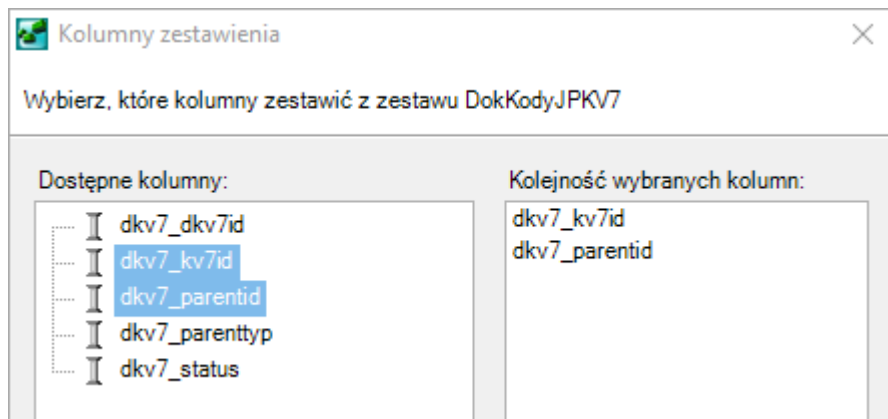 Kolumny zestawienia
Wybierz, które kolumny zestawić z zestawu DokKodyJPKV7
Dostępne kolumny:
dkv7_dkv7id
dkv7_kv7id
dkv7_parentid
dkv7_parenttyp
dkv7_status
Kolejność wybranych kolumn:
dkv7_kv7id
dkv7_parentid